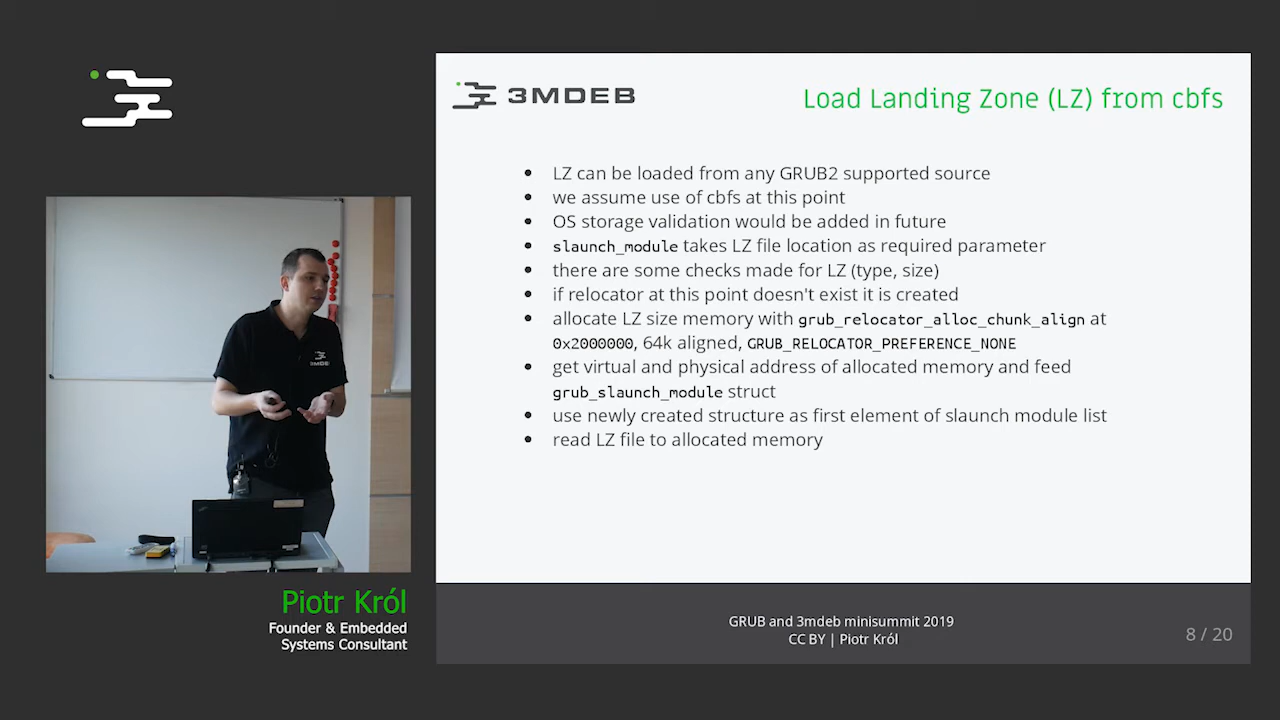 3MDEB
Load Landing Zone (LZ) from cbfs
• LZ can be loaded from any GRUB2 supported source
• we assume use of cbfs at this point
• OS storage validation would be added in future
• slaunch_module takes LZ file location as required parameter
• there are some checks made for LZ (type, size)
• if relocator at this point doesn't exist it is created
• allocate LZ size memory with grub_relocator_alloc_chunk_align at
0x2000000, 64k aligned, GRUB_RELOCATOR_PREFERENCE_NONE
• get virtual and physical address of allocated memory and feed
grub_slaunch_module struct
• use newly created structure as first element of slaunch module list
• read LZ file to allocated memory
3MDEB
Piotr Król
Founder & Embedded
Systems Consultant
GRUB and 3mdeb minisummit 2019
CC BY | Piotr Król
8 / 20